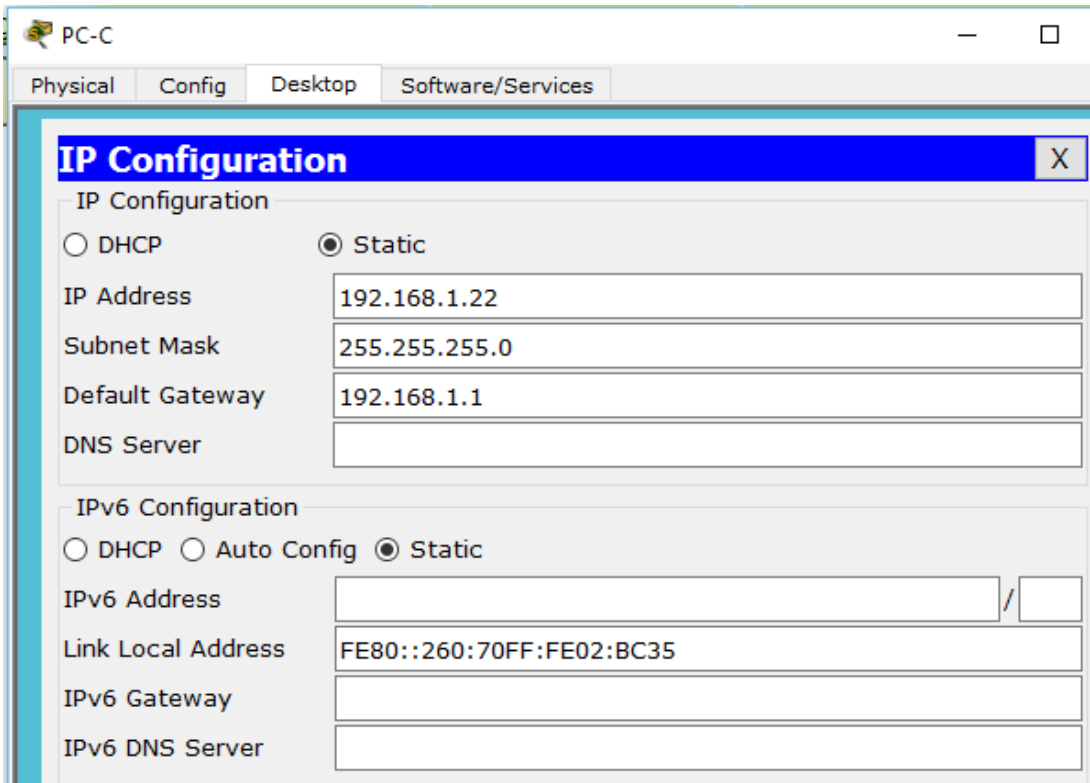 PC-C
Physical Config Desktop Software/Services
IP Configuration X
IP Configuration
DHCP Static
IP Address 192.168.1.22
Subnet Mask 255.255.255.0
Default Gateway 192.168.1.1
DNS Server
IPv6 Configuration
DHCP Auto Config Static
IPv6 Address /
Link Local Address FE80::260:70FF:FE02:BC35
IPv6 Gateway
IPv6 DNS Server